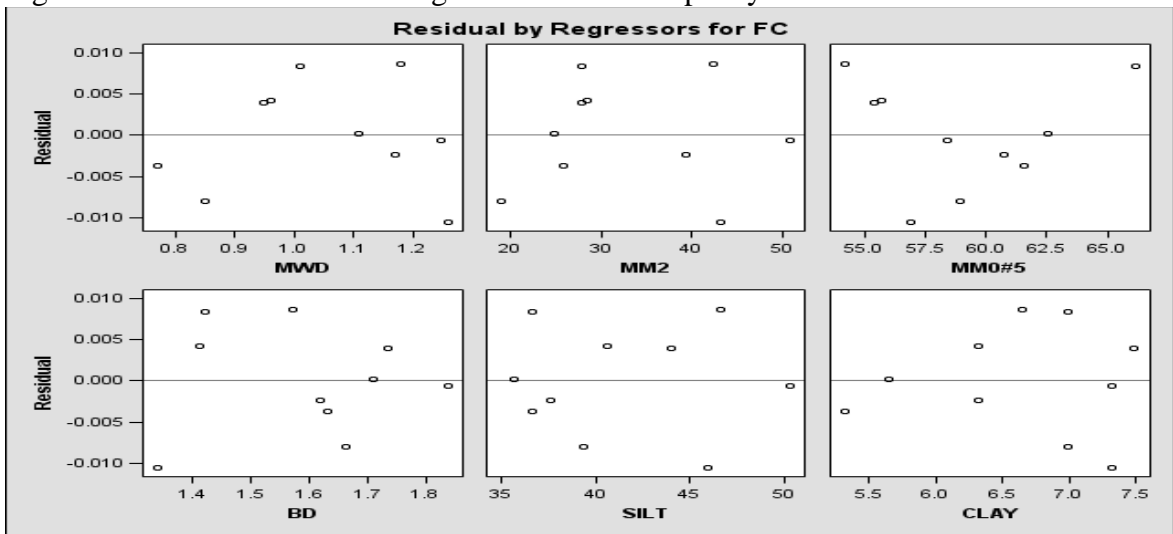 Residual by Regressors for FC
0.010
0.005
0.000
-0.005
-0.010
Residual
0.8 0.9 1.0 1.1 1.2
MWD
20 30 40 50
MM2
55.0 57.5 60.0 62.5 65.0
MM0#5
0.010
0.005
0.000
-0.005
-0.010
Residual
1.4 1.5 1.6 1.7 1.8
BD
35 40 45 50
SILT
5.5 6.0 6.5 7.0 7.5
CLAY